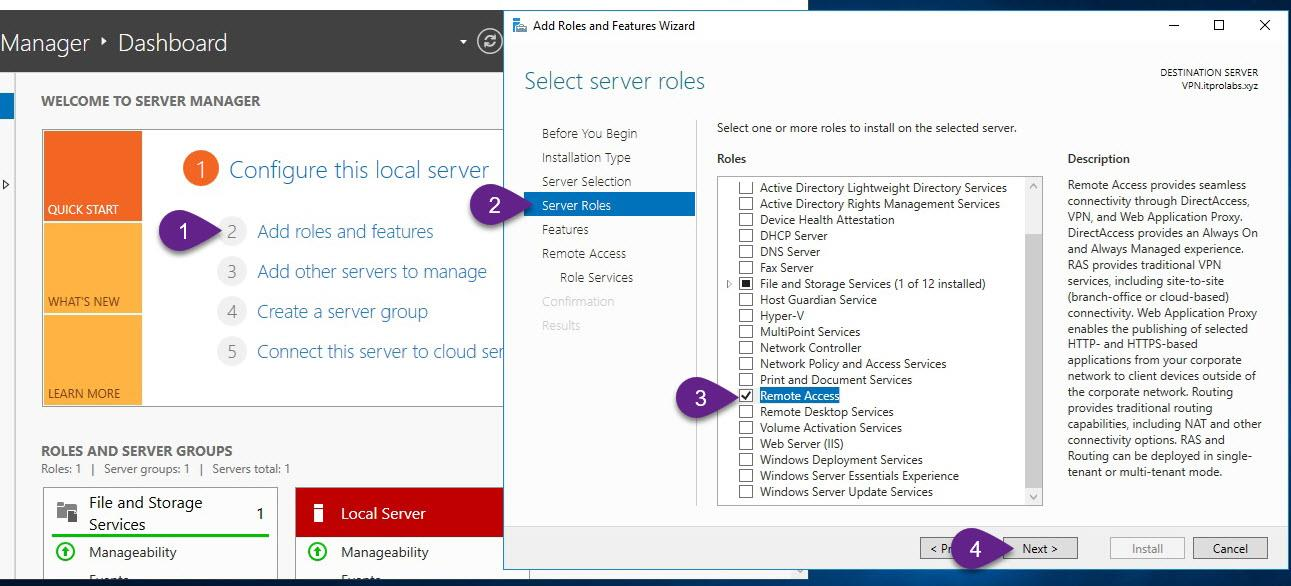 Manager ‣ Dashboard
WELCOME TO SERVER MANAGER
QUICK START
WHAT'S NEW
LEARN MORE
1 Configure this local server
1
2 Add roles and features
3 Add other servers to manage
4 Create a server group
5 Connect this server to cloud ser
ROLES AND SERVER GROUPS
Roles: 1 | Server groups: 1 | Servers total: 1
File and Storage
Services
1
Manageability
Events
Local Server
Manageability
Events
Add Roles and Features Wizard
Select server roles
DESTINATION SERVER
VPN.itprolabs.xyz
Before You Begin
Installation Type
Server Selection
2
Server Roles
Features
Remote Access
Role Services
Confirmation
Results
Select one or more roles to install on the selected server.
Roles
Active Directory Lightweight Directory Services
Active Directory Rights Management Services
Device Health Attestation
DHCP Server
DNS Server
Fax Server
File and Storage Services (1 of 12 installed)
Host Guardian Service
Hyper-V
MultiPoint Services
Network Controller
Network Policy and Access Services
Print and Document Services
3
Remote Access
Remote Desktop Services
Volume Activation Services
Web Server (IIS)
Windows Deployment Services
Windows Server Essentials Experience
Windows Server Update Services
Description
Remote Access provides seamless
connectivity through DirectAccess,
VPN, and Web Application Proxy.
DirectAccess provides an Always On
and Always Managed experience.
RAS provides traditional VPN
services, including site-to-site
(branch-office or cloud-based)
connectivity. Web Application Proxy
enables the publishing of selected
HTTP- and HTTPS-based
applications from your corporate
network to client devices outside of
the corporate network. Routing
provides traditional routing
capabilities, including NAT and other
connectivity options. RAS and
Routing can be deployed in single-
tenant or multi-tenant mode.
< P
4
Next >
Install
Cancel